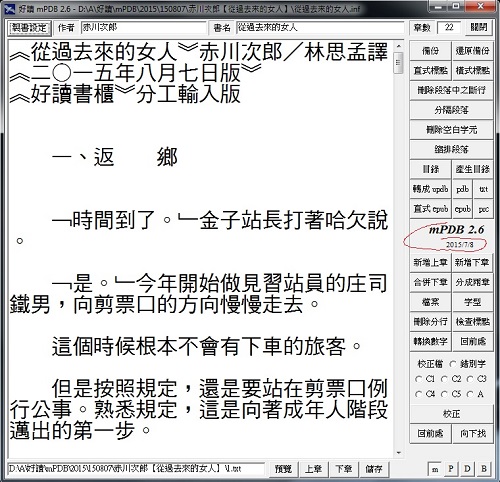 好讀 mPDB 2.6 - D:\A\好讀\mPDB\2015\150807\赤川次郎【從過去來的女人】\從過去來的女人.inf
觀書設定 作者 赤川次郎 書名 從過去來的女人 章數 22 關閉
︽從過去來的女人︾赤川次郎／林思孟譯
︽二○一五年八月七日版︾
︽好讀書櫃︾分工輸入版
一、返　　鄉
﹁時間到了。﹂金子站長打著哈欠說
。
﹁是。﹂今年開始做見習站員的庄司
鐵男，向剪票口的方向慢慢走去。
這個時候根本不會有下車的旅客。
但是按照規定，還是要站在剪票口例
行公事。熟悉規定，這是向著成年人階段
邁出的第一步。
備份 還原備份
直式標點 橫式標點
刪除段落中之斷行
分隔段落
刪除空白字元
縮排段落
目錄 產生目錄
轉成 updb pdb txt
直式 epub epub prc
mPDB 2.6
2015/7/8
新增上章 新增下章
合併下章 分成兩章
檔案 字型
刪除分行 檢查標點
轉換數字 回前處
校正檔 錯別字
C1 C2 C3
C4 C5 A
校正
回前處 向下找
D:\A\好讀\mPDB\2015\150807\赤川次郎【從過去來的女人】\1.txt 預覽 上章 下章 儲存 m P D B